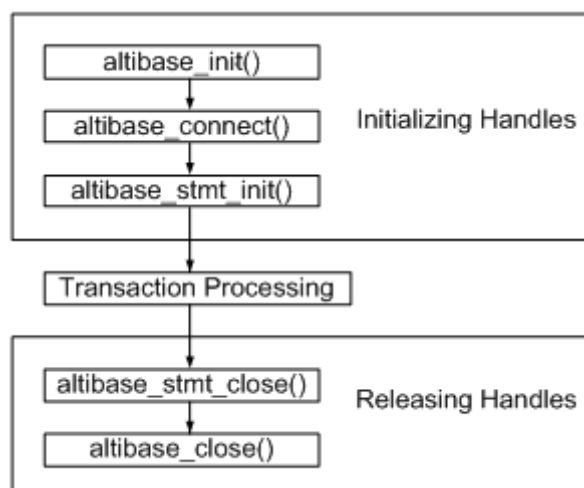 altibase_init()
altibase_connect()
Initializing Handles
altibase_stmt_init()
Transaction Processing
altibase_stmt_close()
Releasing Handles
altibase_close()